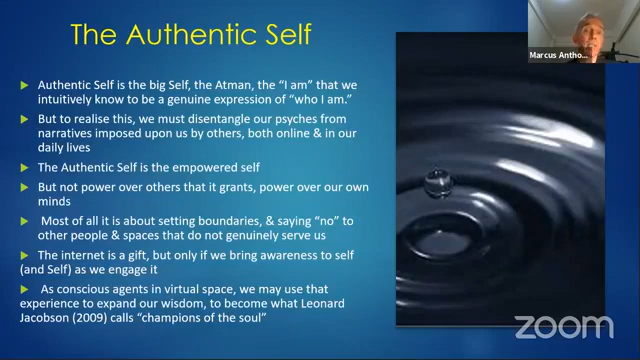 The Authentic Self
Marcus Antho...
Authentic Self is the big Self, the Atman, the “I am” that we
intuitively know to be a genuine expression of “who I am.”
But to realise this, we must disentangle our psyches from
narratives imposed upon us by others, both online & in our
daily lives
The Authentic Self is the empowered self
But not power over others that it grants, power over our own
minds
Most of all it is about setting boundaries, & saying “no” to
other people & spaces that do not genuinely serve us
The internet is a gift, but only if we bring awareness to self
(and Self) as we engage it
As conscious agents in virtual space, we may use that
experience to expand our wisdom, to become what Leonard
Jacobson (2009) calls “champions of the soul”
zoom